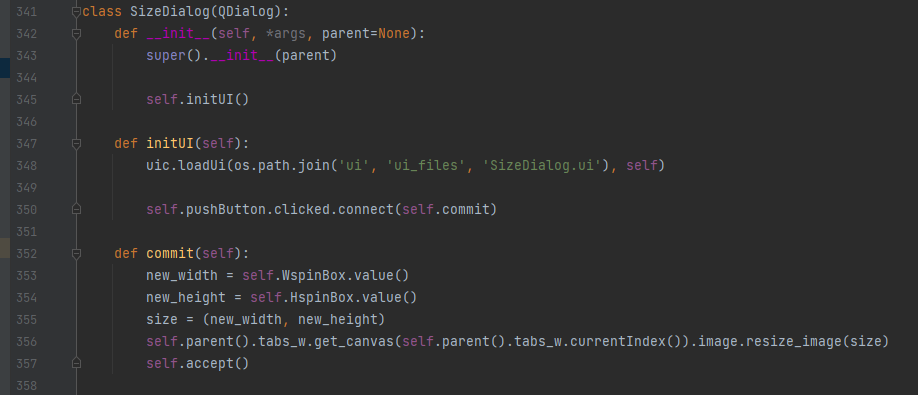 341 class SizeDialog(QDialog):
342     def __init__(self, *args, parent=None):
343         super().__init__(parent)
344
345         self.initUI()
346
347     def initUI(self):
348         uic.loadUi(os.path.join('ui', 'ui_files', 'SizeDialog.ui'), self)
349
350         self.pushButton.clicked.connect(self.commit)
351
352     def commit(self):
353         new_width = self.WspinBox.value()
354         new_height = self.HspinBox.value()
355         size = (new_width, new_height)
356         self.parent().tabs_w.get_canvas(self.parent().tabs_w.currentIndex()).image.resize_image(size)
357         self.accept()
358